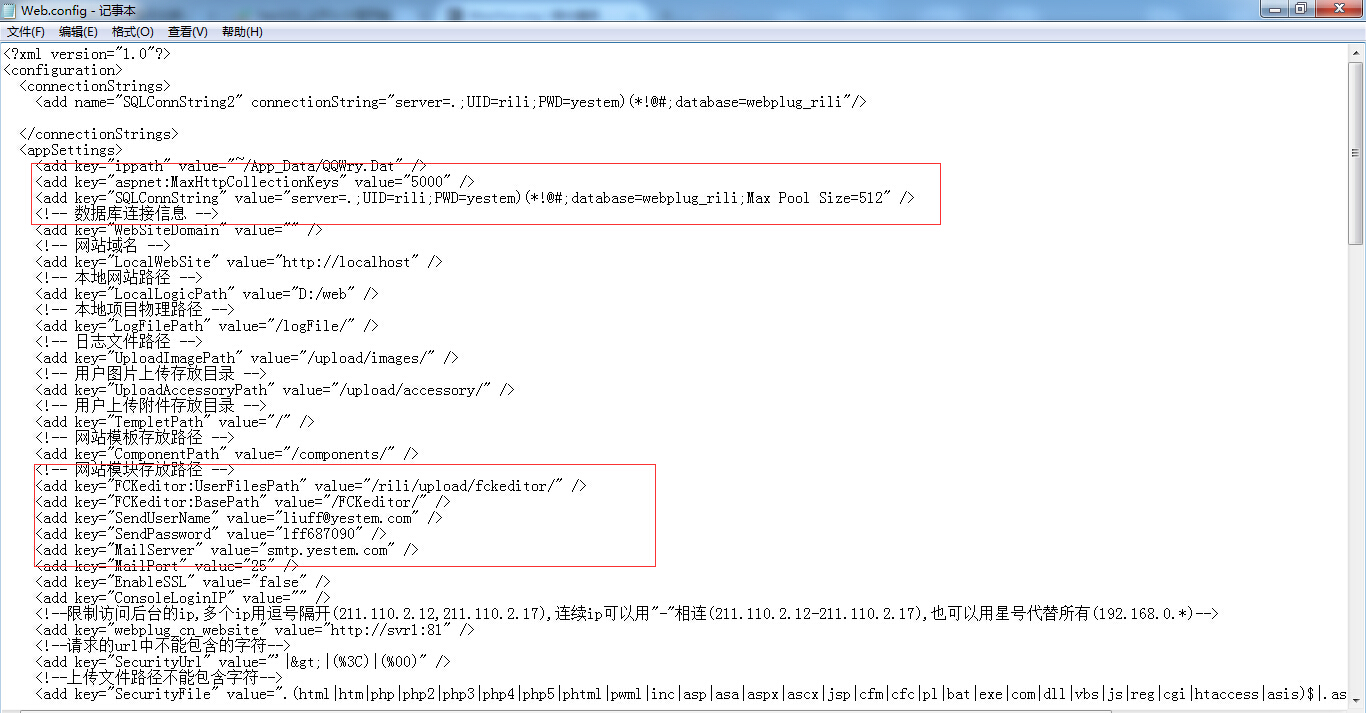 Web.config - 记事本
文件(F) 编辑(E) 格式(O) 查看(V) 帮助(H)
<?xml version="1.0"?>
<configuration>
  <connectionStrings>
    <add name="SQLConnString2" connectionString="server=.;UID=rili;PWD=yestem)(*!@#;database=webplug_rili"/>
  </connectionStrings>
  <appSettings>
    <add key="ippath" value="~/App_Data/QQWry.Dat" />
    <add key="aspnet:MaxHttpCollectionKeys" value="5000" />
    <add key="SQLConnString" value="server=.;UID=rili;PWD=yestem)(*!@#;database=webplug_rili;Max Pool Size=512" />
    <!-- 数据库连接信息 -->
    <add key="WebSiteDomain" value="" />
    <!-- 网站域名 -->
    <add key="LocalWebSite" value="http://localhost" />
    <!-- 本地网站路径 -->
    <add key="LocalLogicPath" value="D:/web" />
    <!-- 本地项目物理路径 -->
    <add key="LogFilePath" value="/logFile/" />
    <!-- 日志文件路径 -->
    <add key="UploadImagePath" value="/upload/images/" />
    <!-- 用户图片上传存放目录 -->
    <add key="UploadAccessoryPath" value="/upload/accessory/" />
    <!-- 用户上传附件存放目录 -->
    <add key="TempletPath" value="/" />
    <!-- 网站模板存放路径 -->
    <add key="ComponentPath" value="/components/" />
    <!-- 网站模块存放路径 -->
    <add key="FCKeditor:UserFilesPath" value="/rili/upload/fckeditor/" />
    <add key="FCKeditor:BasePath" value="/FCKeditor/" />
    <add key="SendUserName" value="liuff@yestem.com" />
    <add key="SendPassword" value="lff687090" />
    <add key="MailServer" value="smtp.yestem.com" />
    <add key="MailPort" value="25" />
    <add key="EnableSSL" value="false" />
    <add key="ConsoleLoginIP" value="" />
    <!--限制访问后台的ip,多个ip用逗号隔开(211.110.2.12,211.110.2.17),连续ip可以用"-"相连(211.110.2.12-211.110.2.17),也可以用星号代替所有(192.168.0.*)-->
    <add key="webplug_cn_website" value="http://svr1:81" />
    <!--请求的url中不能包含的字符-->
    <add key="SecurityUrl" value="'|&gt;|(%3C)|(%00)" />
    <!--上传文件路径不能包含字符-->
    <add key="SecurityFile" value=".(html|htm|php|php2|php3|php4|php5|phtml|pwml|inc|asp|asa|aspx|ascx|jsp|cfm|cfc|pl|bat|exe|com|dll|vbs|js|reg|cgi|htaccess|asis)$|.as